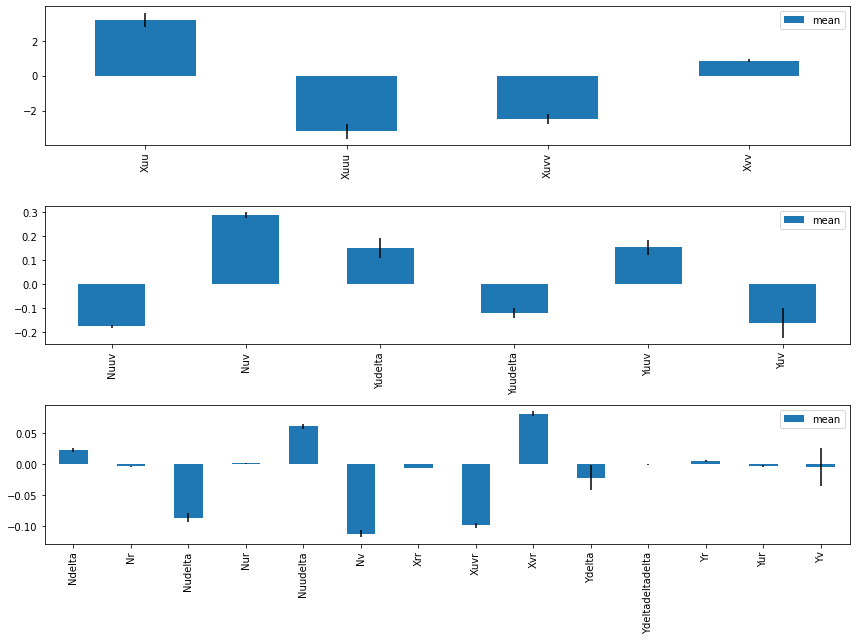 mean
2
0
−2
Xuu
Xuuu
Xuvv
Xvv
mean
0.3
0.2
0.1
0.0
−0.1
−0.2
Nuuv
Nuv
Yudelta
Yuudelta
Yuuv
Yuv
mean
0.05
0.00
−0.05
−0.10
Ndelta
Nr
Nudelta
Nur
Nuudelta
Nv
Xrr
Xuvr
Xvr
Ydelta
Ydeltadeltadelta
Yr
Yur
Yv